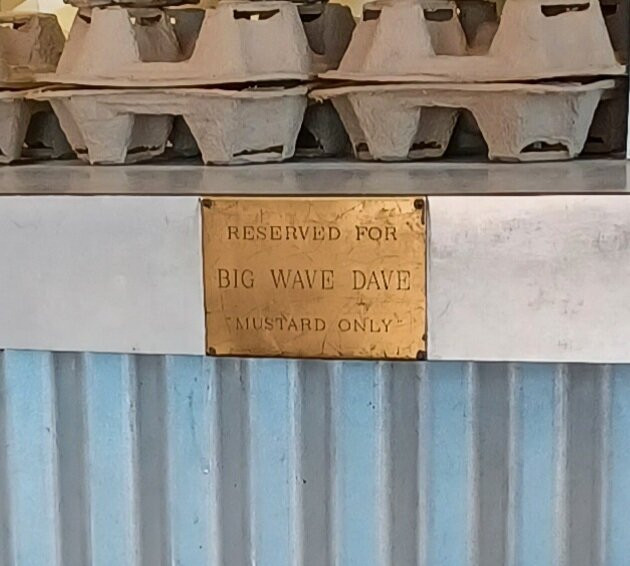 RESERVED FOR
BIG WAVE DAVE
"MUSTARD ONLY"